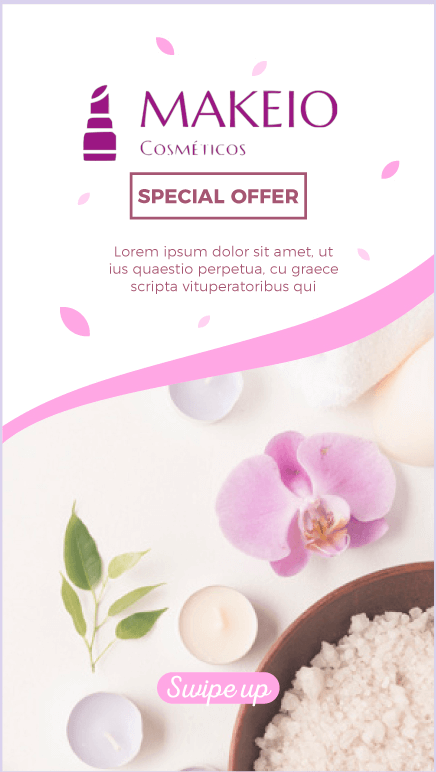 MAKEIO
Cosméticos
SPECIAL OFFER
Lorem ipsum dolor sit amet, ut
ius quaestio perpetua, cu graece
scripta vituperatoribus qui
Swipe up